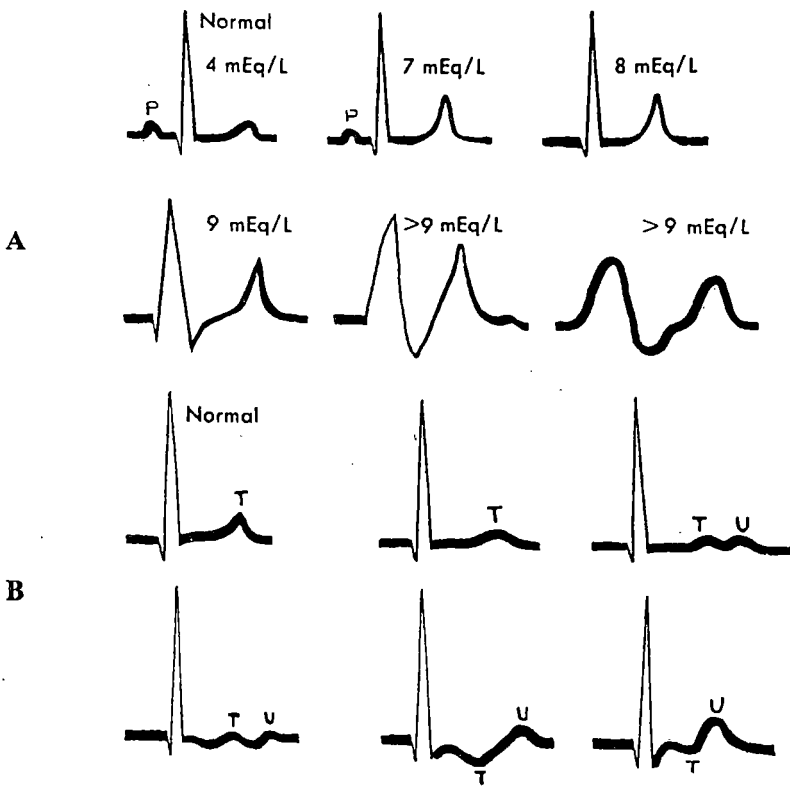 Normal
4 mEq/L
7 mEq/L
8 mEq/L
P
P
A
9 mEq/L
>9 mEq/L
>9 mEq/L
Normal
T
T
T U
B
T U
T
U
T
U